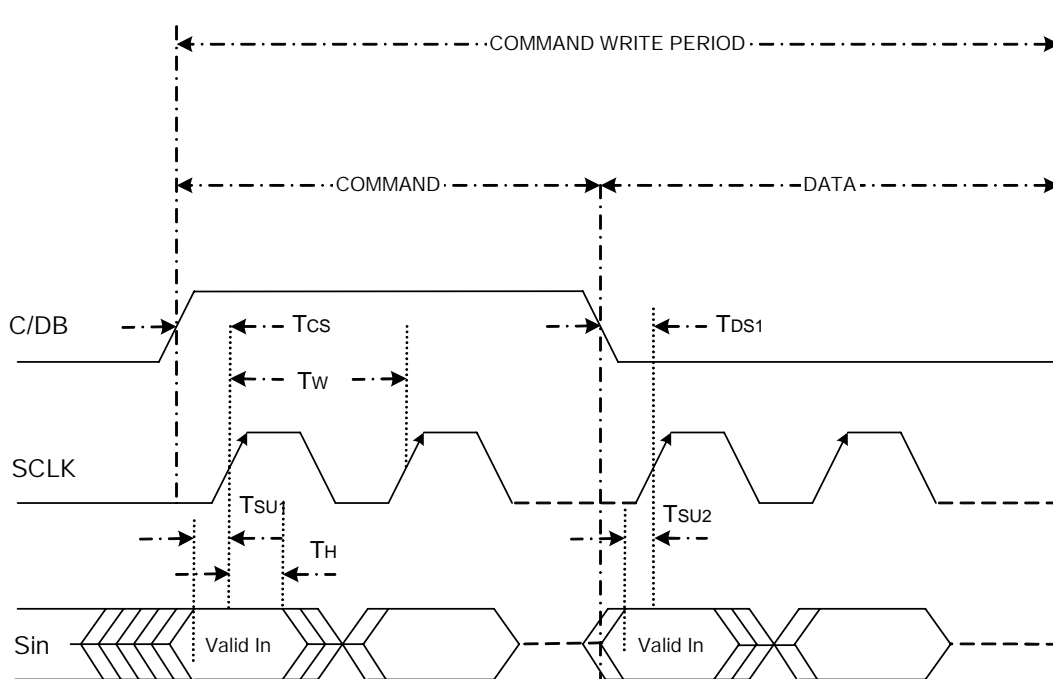 COMMAND WRITE PERIOD
COMMAND
DATA
C/DB
TCS
TDS1
TW
SCLK
TSU1
TSU2
TH
Sin
Valid In
Valid In